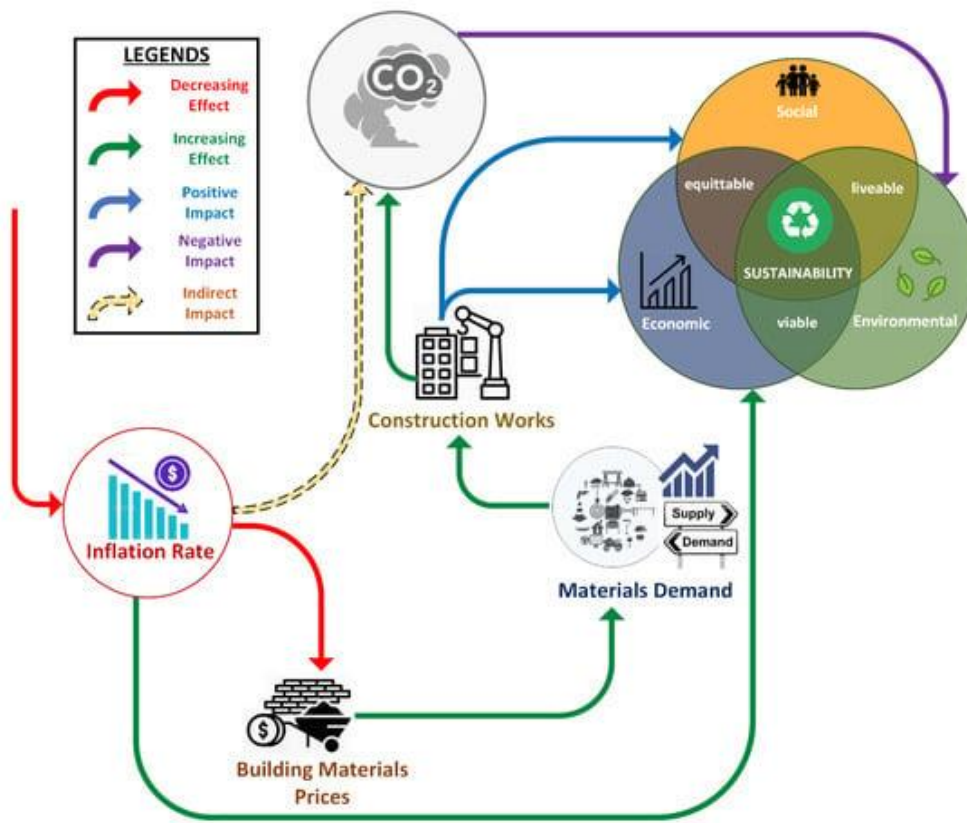 LEGENDS
Decreasing
Effect
Increasing
Effect
Positive
Impact
Negative
Impact
Indirect
Impact
CO2
Social
equittable
liveable
SUSTAINABILITY
Economic
viable
Environmental
Construction Works
$
Inflation Rate
Supply
Demand
Materials Demand
$
Building Materials
Prices